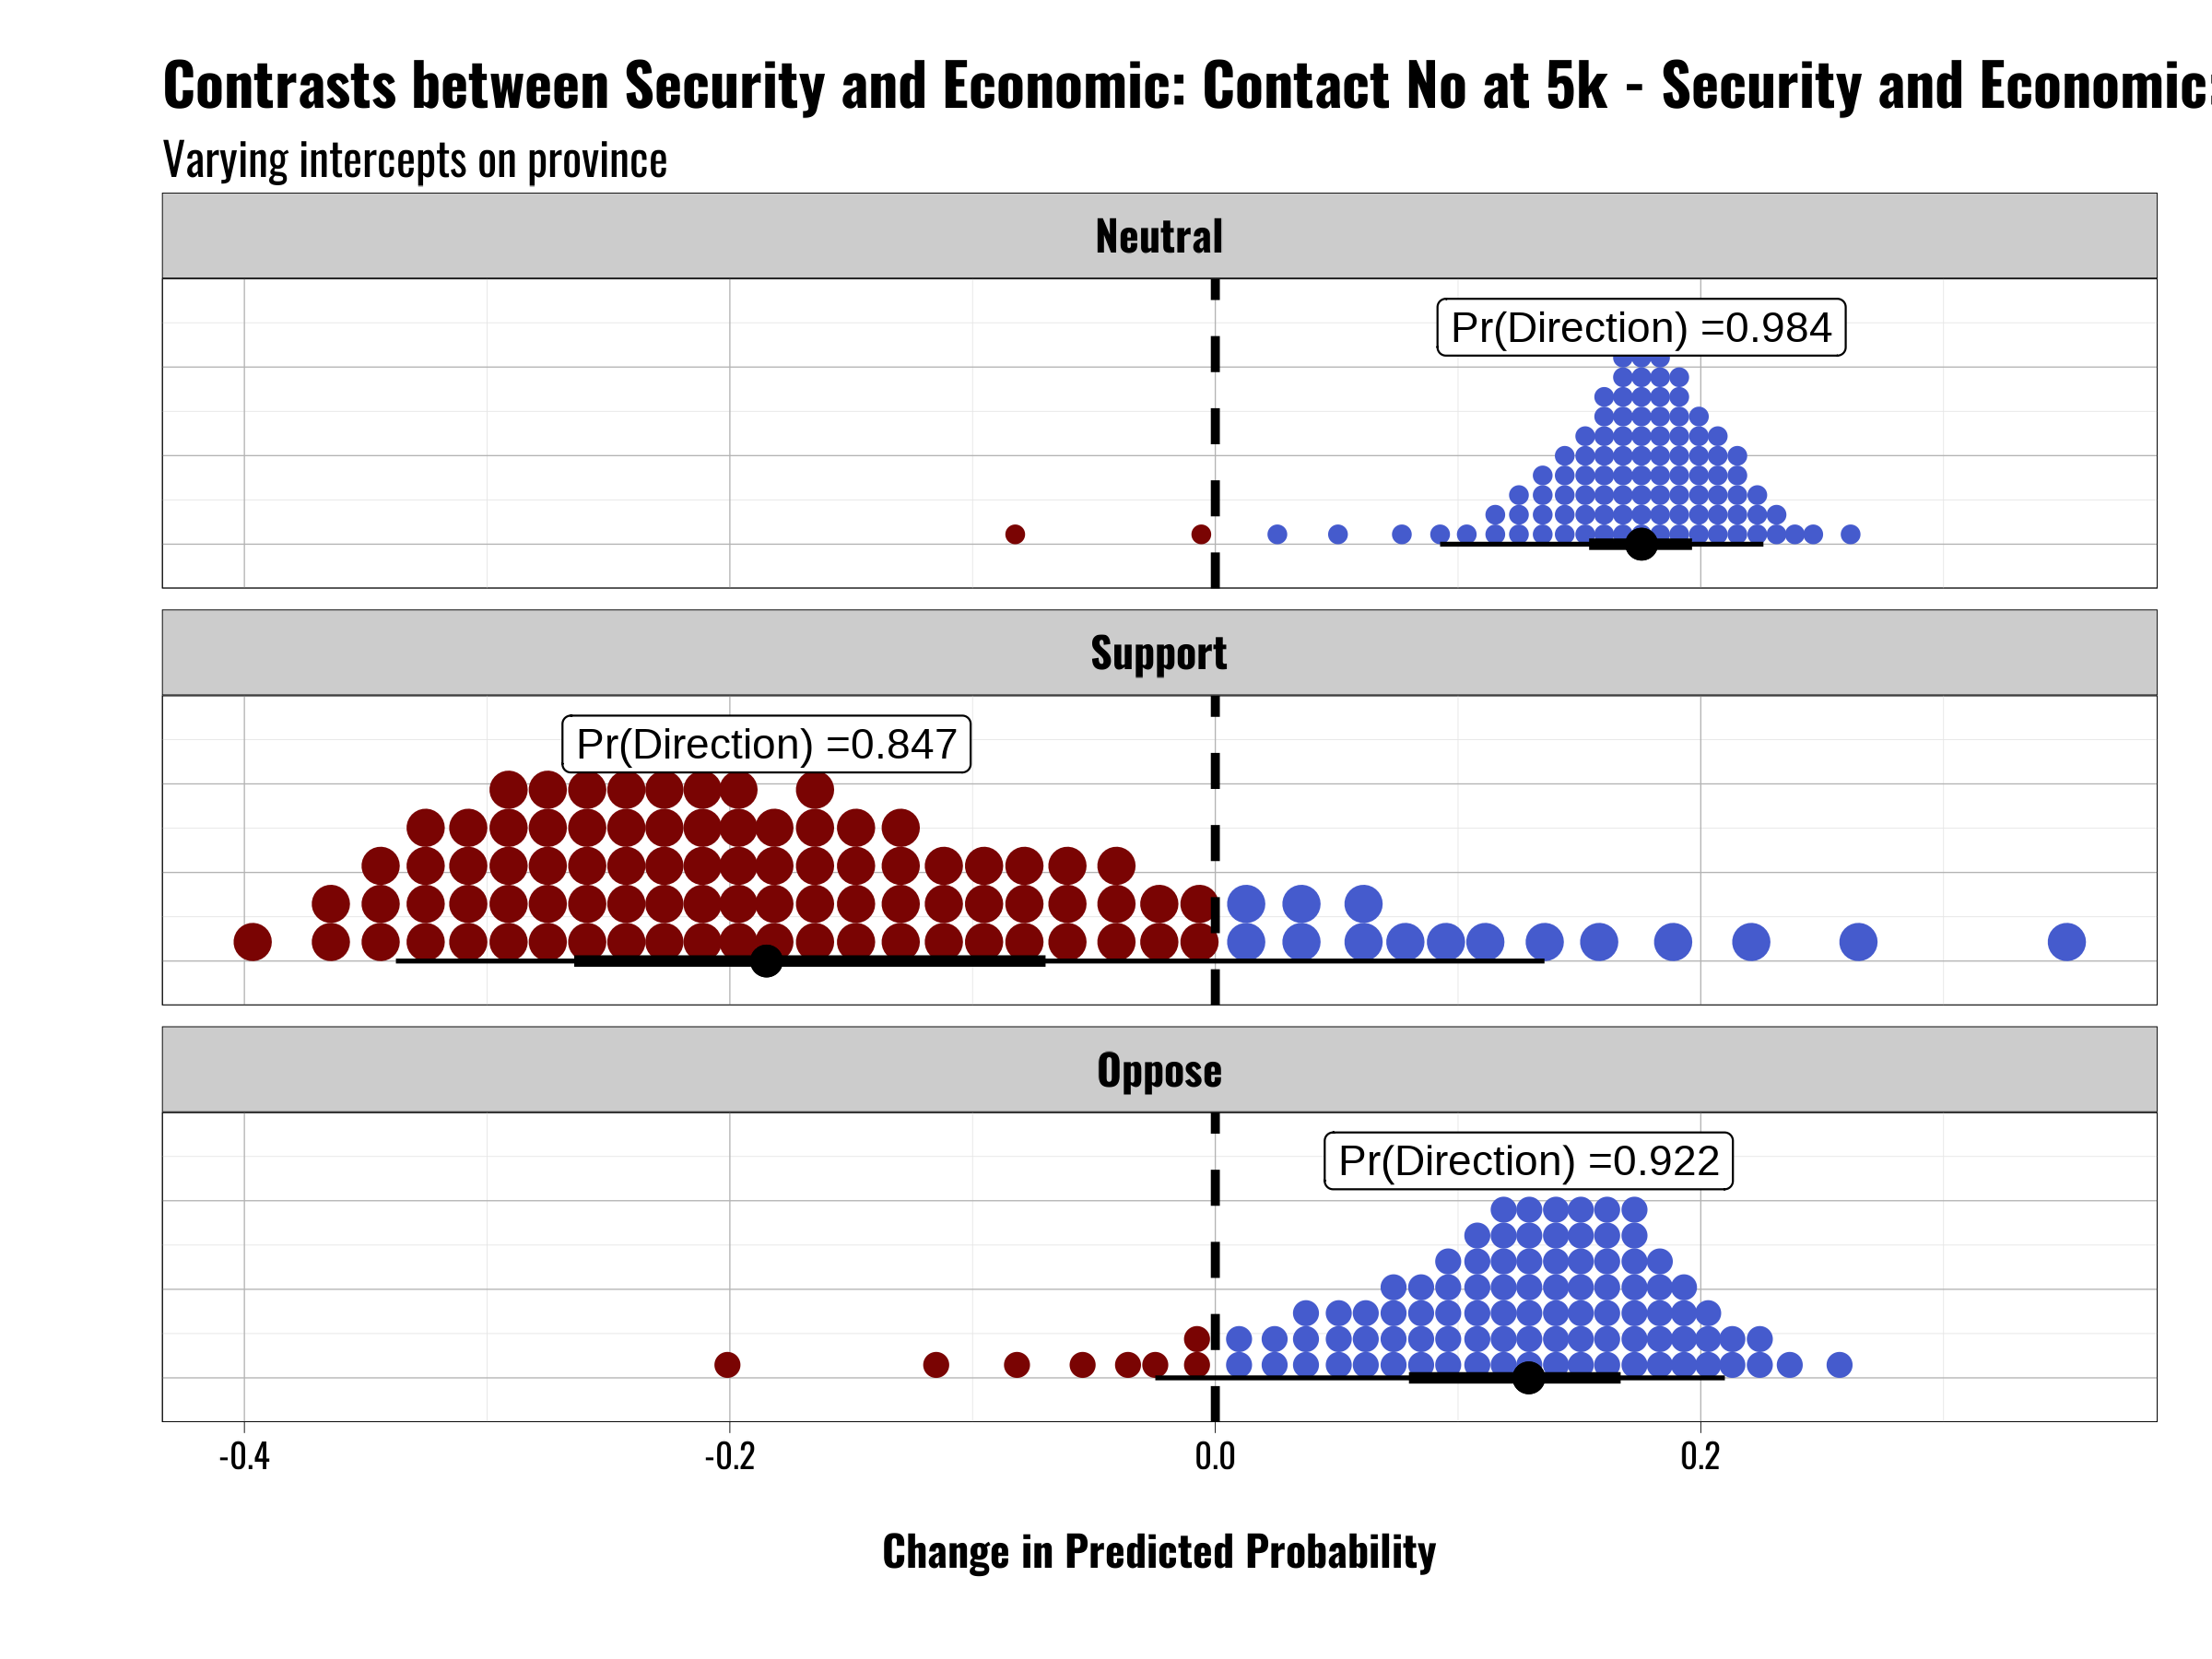 Contrasts between Security and Economic: Contact No at 5k - Security and Economic:
Varying intercepts on province
Neutral
Pr(Direction) =0.984
Support
Pr(Direction) =0.847
Oppose
Pr(Direction) =0.922
-0.4 -0.2 0.0 0.2
Change in Predicted Probability